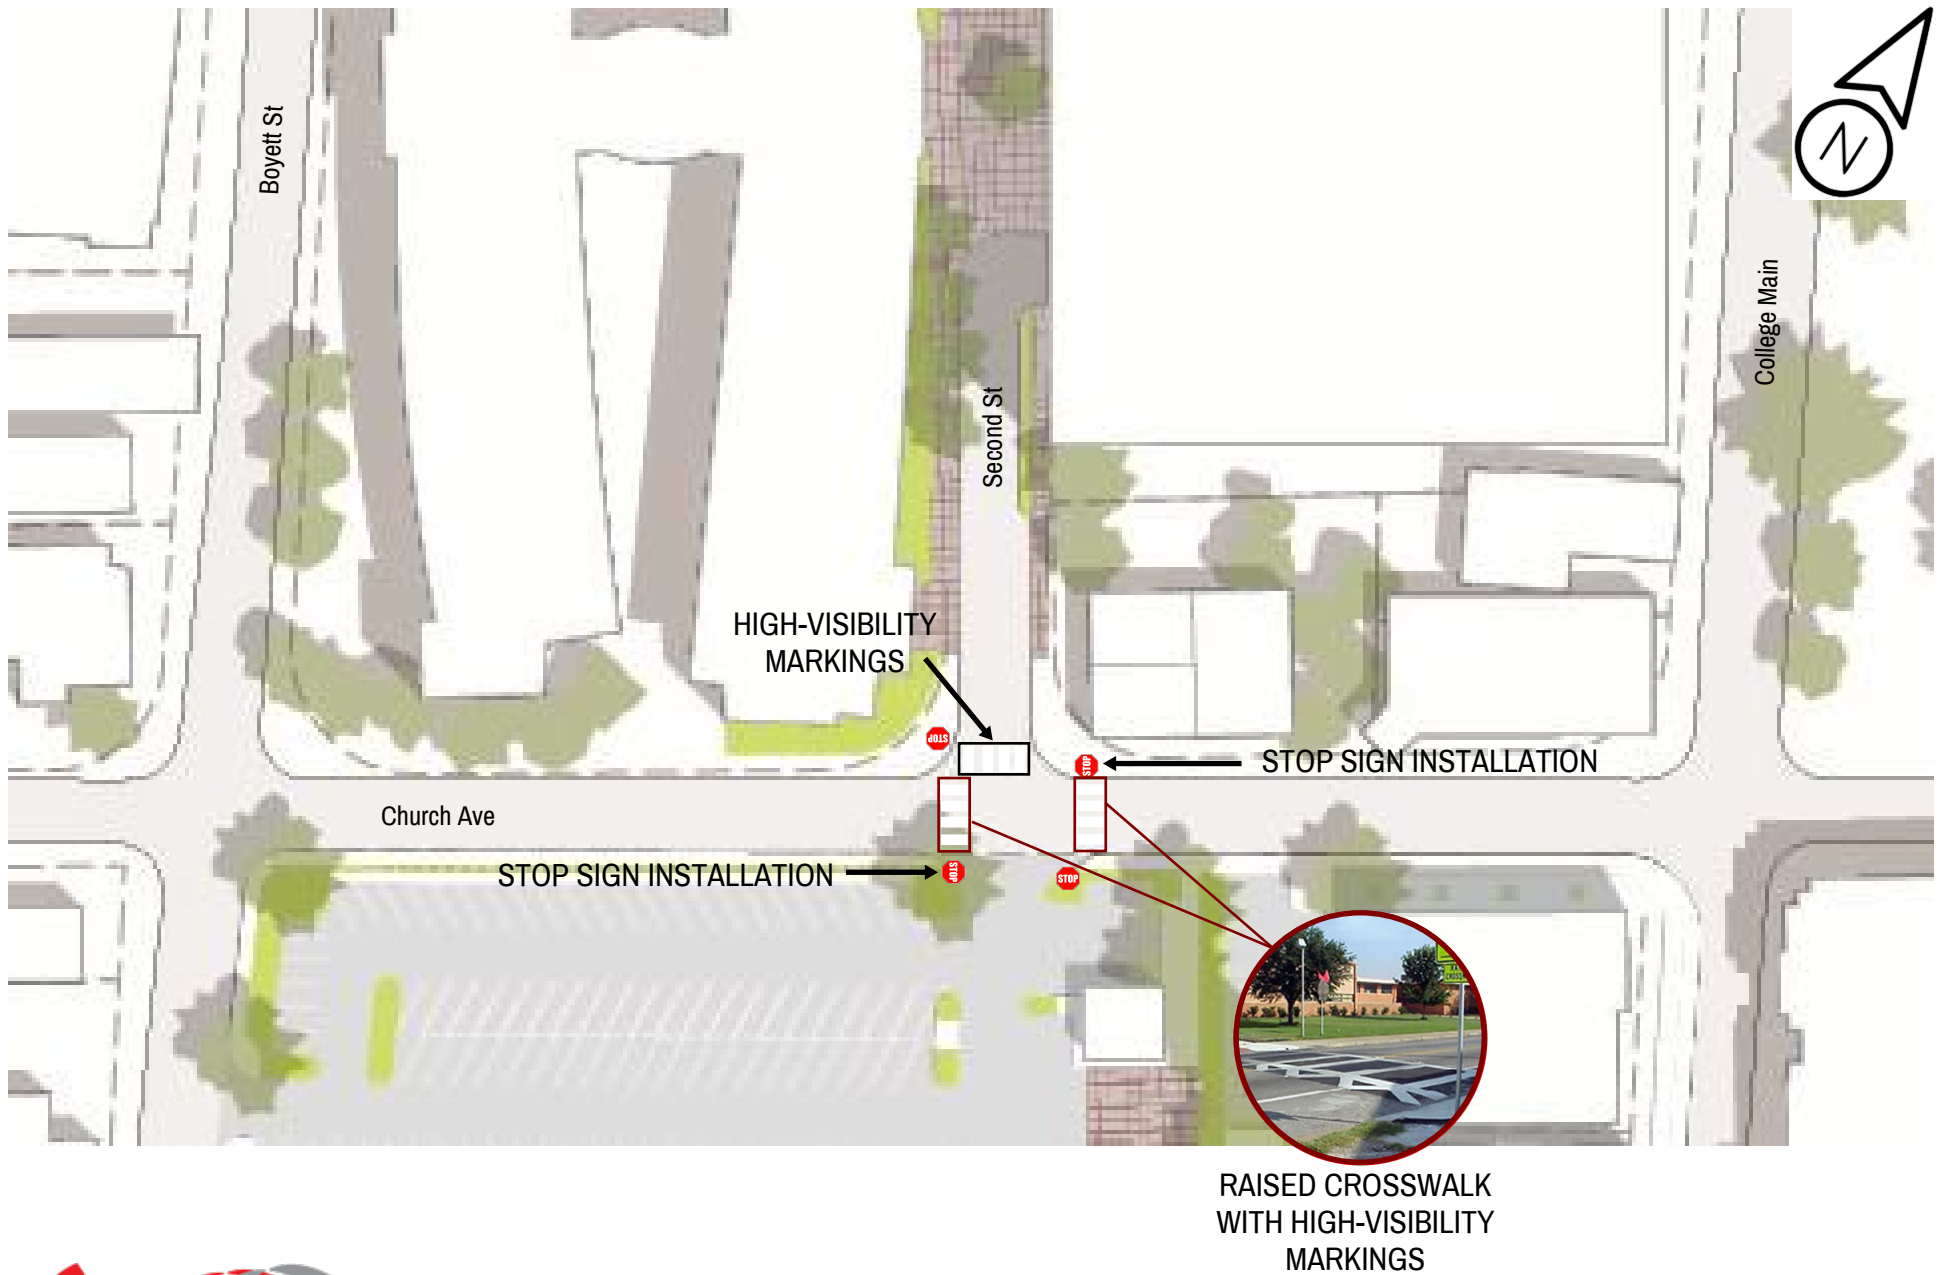 Boyett St
N
College Main
Second St
HIGH-VISIBILITY
MARKINGS
STOP
STOP
STOP SIGN INSTALLATION
Church Ave
STOP SIGN INSTALLATION
STOP
STOP
RAISED CROSSWALK
WITH HIGH-VISIBILITY
MARKINGS